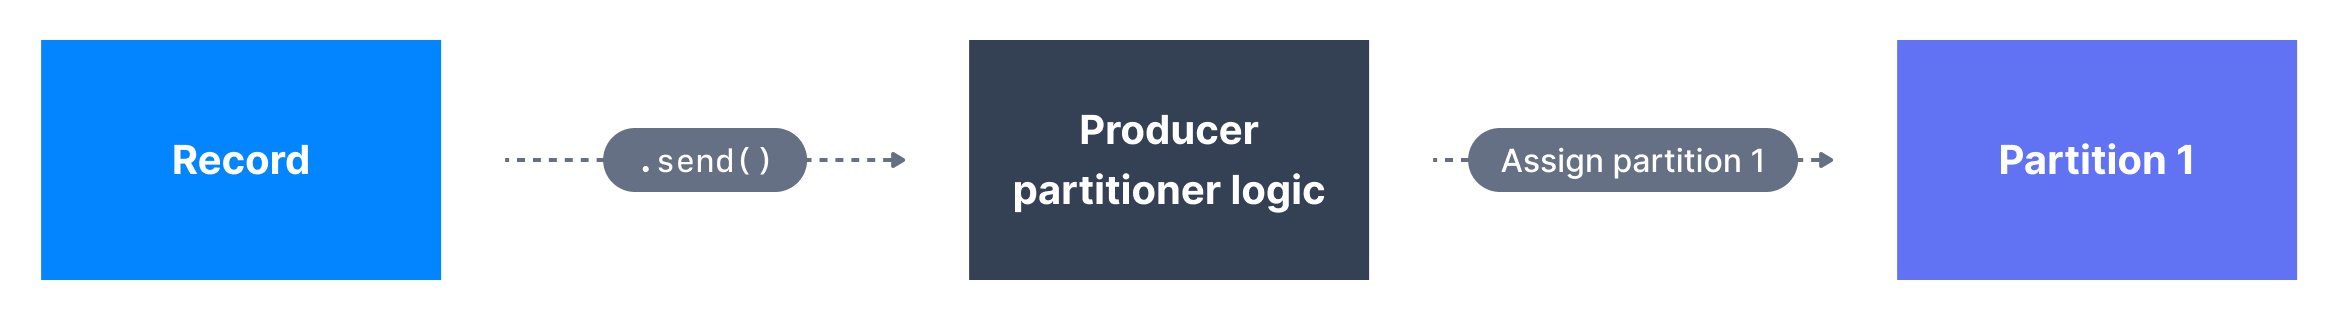 Record
.send()
Producer
partitioner logic
Assign partition 1
Partition 1